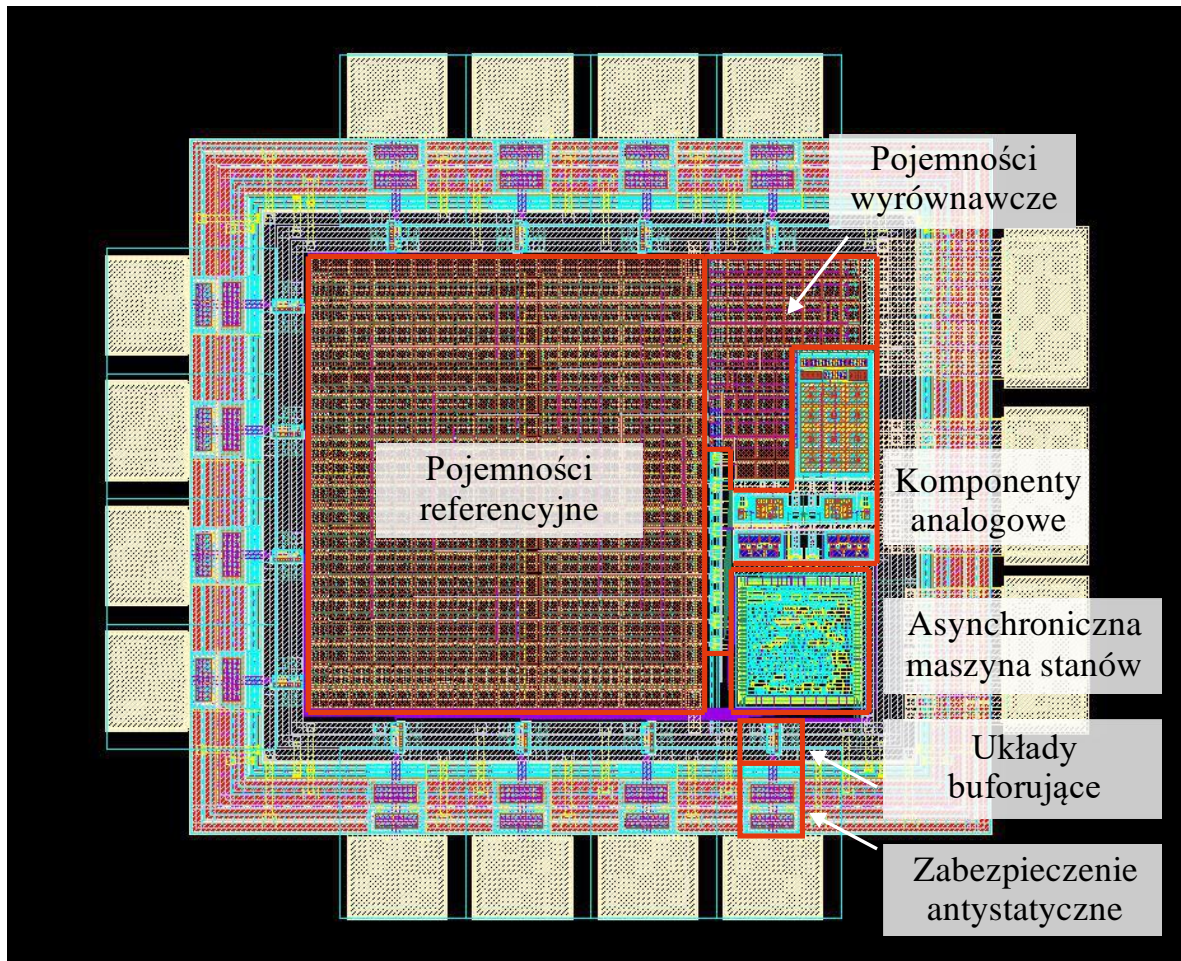 Pojemności
wyrównawcze
Pojemności
referencyjne
Komponenty
analogowe
Asynchroniczna
maszyna stanów
Układy
buforujące
Zabezpieczenie
antystatyczne